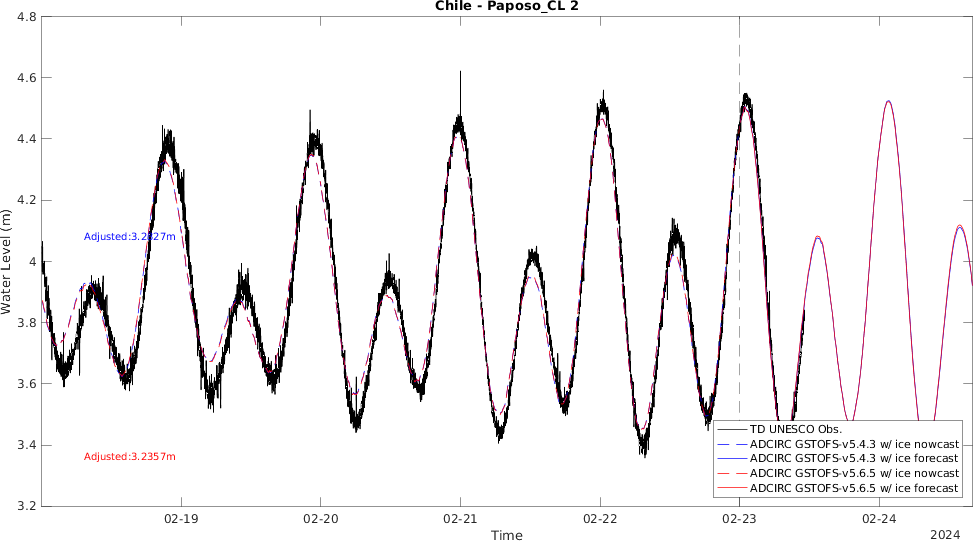 Chile - Paposo_CL 2
4.8
4.6
4.4
4.2
4
3.8
3.6
3.4
3.2
Water Level (m)
Adjusted:3.2357m
TD UNESCO Obs.
ADCIRC GSTOFS-v5.4.3 w/ ice nowcast
ADCIRC GSTOFS-v5.4.3 w/ ice forecast
ADCIRC GSTOFS-v5.6.5 w/ ice nowcast
ADCIRC GSTOFS-v5.6.5 w/ ice forecast
02-19
02-20
02-21
02-22
02-23
02-24
Time
2024